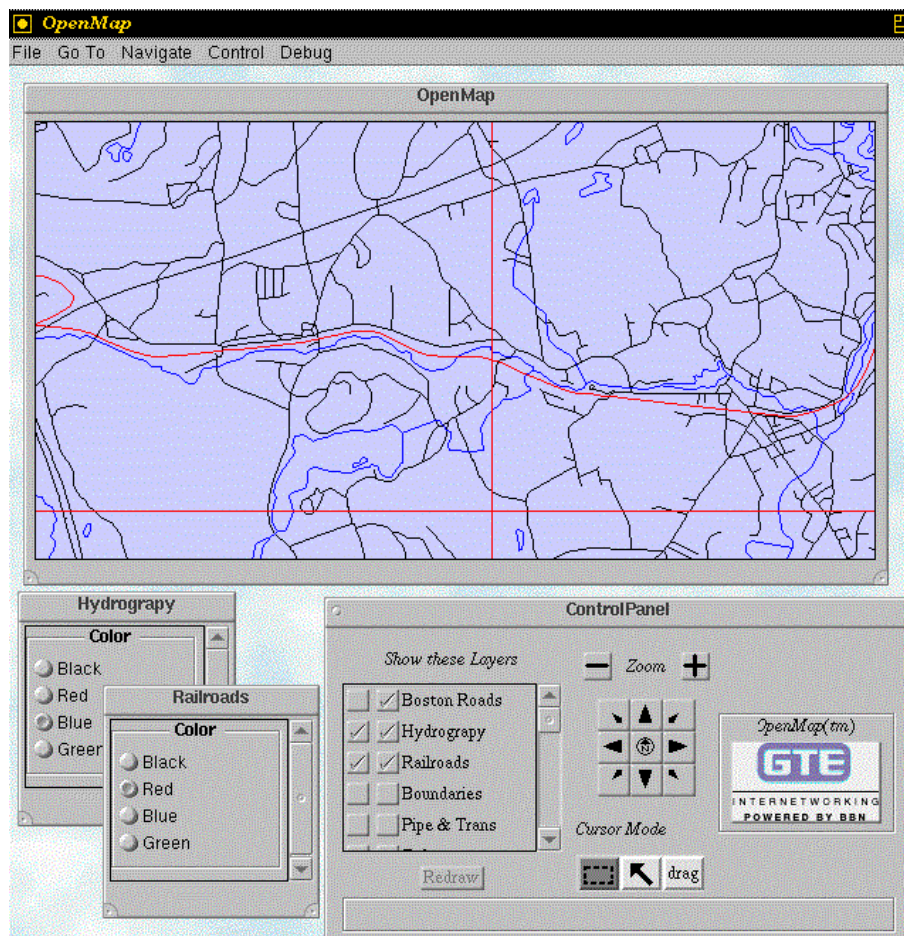 OpenMap
File Go To Navigate Control Debug
OpenMap
Hydrograpy
Color
Black
Red
Blue
Green
Railroads
Color
Black
Red
Blue
Green
ControlPanel
Show these Layers
Boston Roads
Hydrograpy
Railroads
Boundaries
Pipe & Trans
Redraw
Zoom
Cursor Mode
drag
OpenMap(tm)
GTE
INTERNETWORKING
POWERED BY BBN